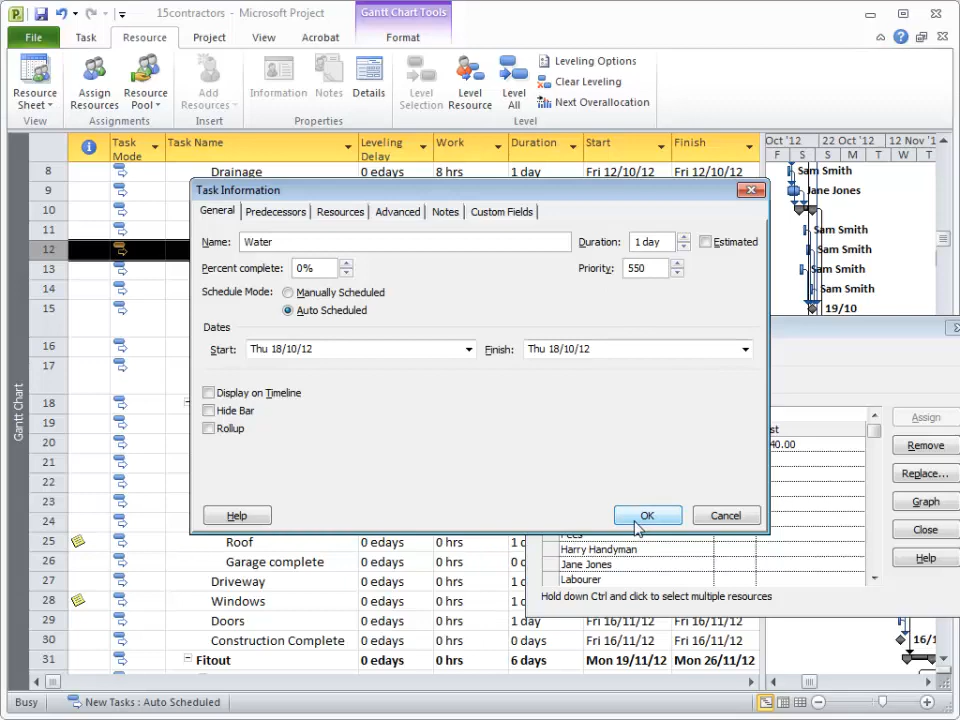 15contractors - Microsoft Project
Gantt Chart Tools
File Task Resource Project View Acrobat Format
Resource Sheet
View
Assign Resources
Resource Pool
Assignments
Add Resources
Insert
Information
Notes
Details
Properties
Level Selection
Level Resource
Level All
Leveling Options
Clear Leveling
Next Overallocation
Level
Task Mode
Task Name
Leveling Delay
Work
Duration
Start
Finish
Oct '12 22 Oct '12 12 Nov '1
F S S M T W T
8 Drainage 0 edays 8 hrs 1 day Fri 12/10/12 Fri 12/10/12 Sam Smith
9 Jane Jones
10
11 Sam Smith
12 Sam Smith
13 Sam Smith
14 Sam Smith
15 19/10
16
17
18
19
20
21
22
23
24
Task Information
General Predecessors Resources Advanced Notes Custom Fields
Name: Water Duration: 1 day Estimated
Percent complete: 0% Priority: 550
Schedule Mode: Manually Scheduled
Auto Scheduled
Dates
Start: Thu 18/10/12 Finish: Thu 18/10/12
Display on Timeline
Hide Bar
Rollup
Help OK Cancel
st
40.00
Assign
Remove
Replace...
Graph
Close
Help
Harry Handyman
Jane Jones
Labourer
Hold down Ctrl and click to select multiple resources
25 Roof 0 edays 0 hrs 1 d
26 Garage complete 0 edays 0 hrs 0 d
27 Driveway 0 edays 0 hrs 1 d
28 Windows 0 edays 0 hrs 1 d
29 Doors 0 edays 0 hrs 1 day Fri 16/11/12 Fri 16/11/12
30 Construction Complete 0 edays 0 hrs 0 days Fri 16/11/12 Fri 16/11/12 16/1
31 Fitout 0 edays 0 hrs 6 days Mon 19/11/12 Mon 26/11/12
Gantt Chart
Busy New Tasks : Auto Scheduled